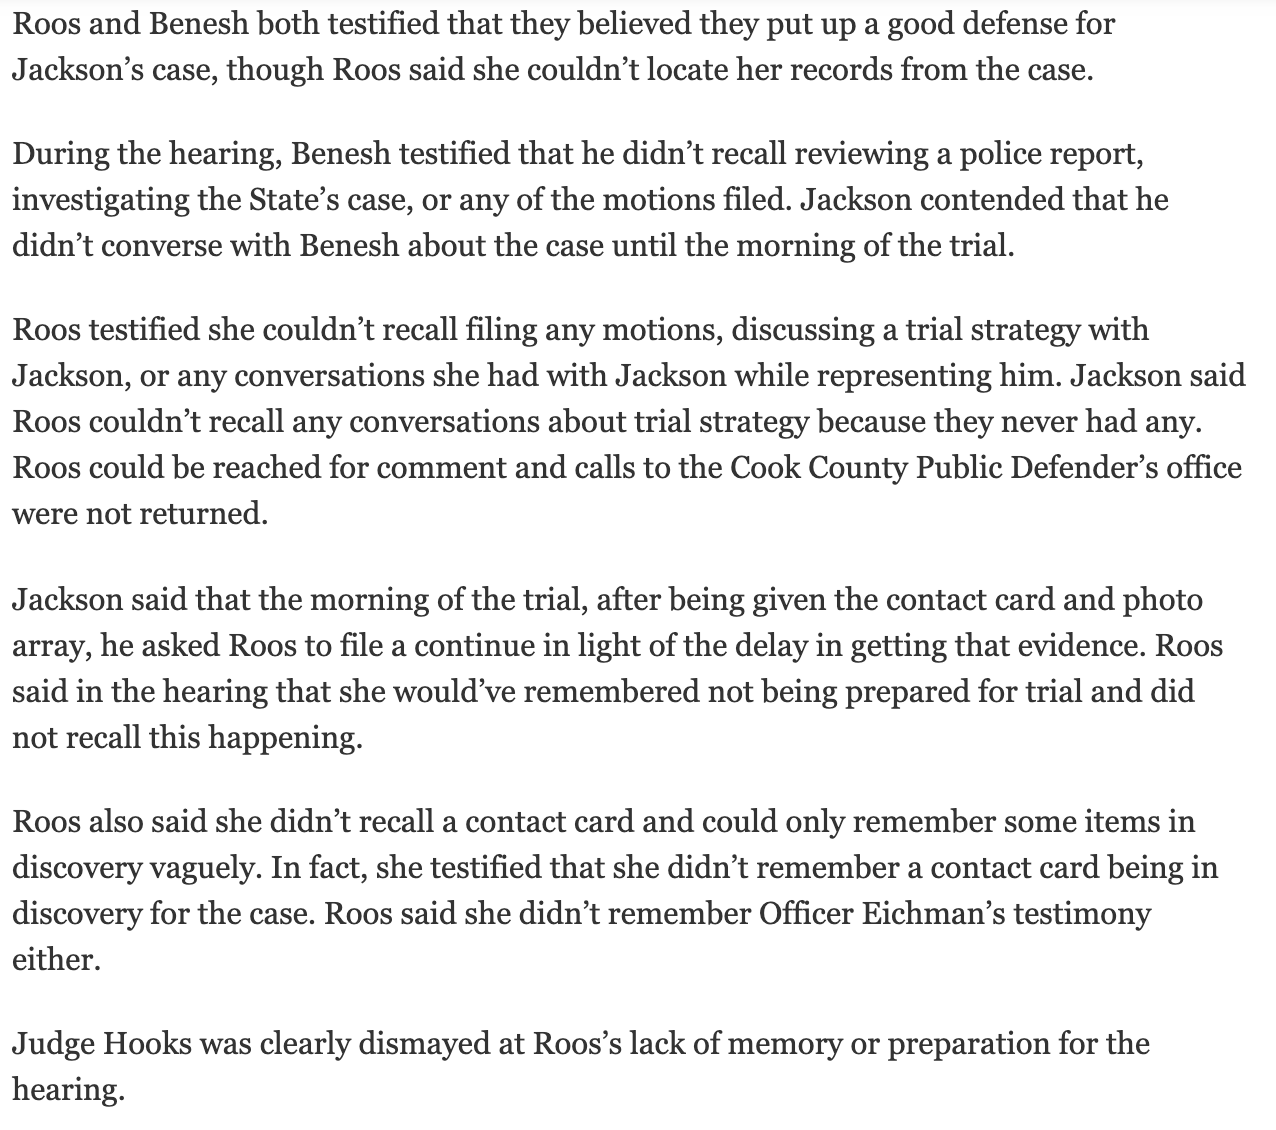 Roos and Benesh both testified that they believed they put up a good defense for
Jackson’s case, though Roos said she couldn’t locate her records from the case.
During the hearing, Benesh testified that he didn’t recall reviewing a police report,
investigating the State’s case, or any of the motions filed. Jackson contended that he
didn’t converse with Benesh about the case until the morning of the trial.
Roos testified she couldn’t recall filing any motions, discussing a trial strategy with
Jackson, or any conversations she had with Jackson while representing him. Jackson said
Roos couldn’t recall any conversations about trial strategy because they never had any.
Roos could be reached for comment and calls to the Cook County Public Defender’s office
were not returned.
Jackson said that the morning of the trial, after being given the contact card and photo
array, he asked Roos to file a continue in light of the delay in getting that evidence. Roos
said in the hearing that she would’ve remembered not being prepared for trial and did
not recall this happening.
Roos also said she didn’t recall a contact card and could only remember some items in
discovery vaguely. In fact, she testified that she didn’t remember a contact card being in
discovery for the case. Roos said she didn’t remember Officer Eichman’s testimony
either.
Judge Hooks was clearly dismayed at Roos’s lack of memory or preparation for the
hearing.